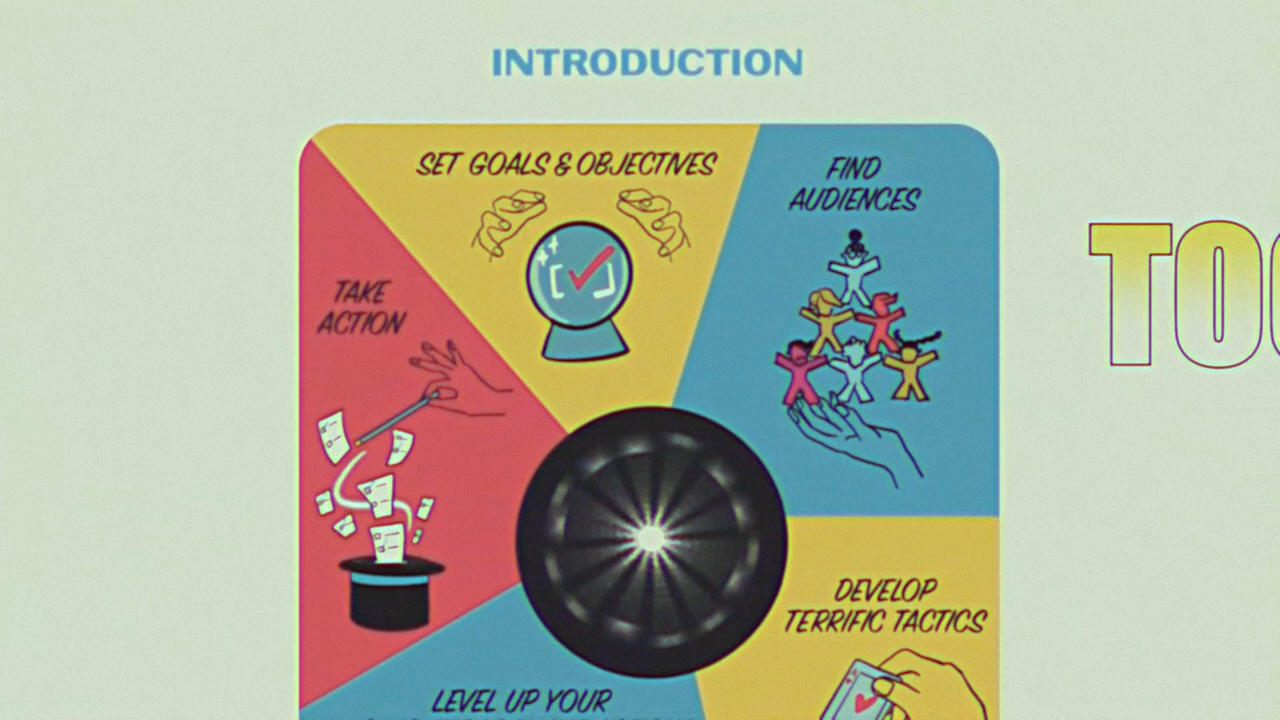 INTRODUCTION
SET GOALS & OBJECTIVES
FIND
AUDIENCES
TAKE
ACTION
DEVELOP
TERRIFIC TACTICS
LEVEL UP YOUR